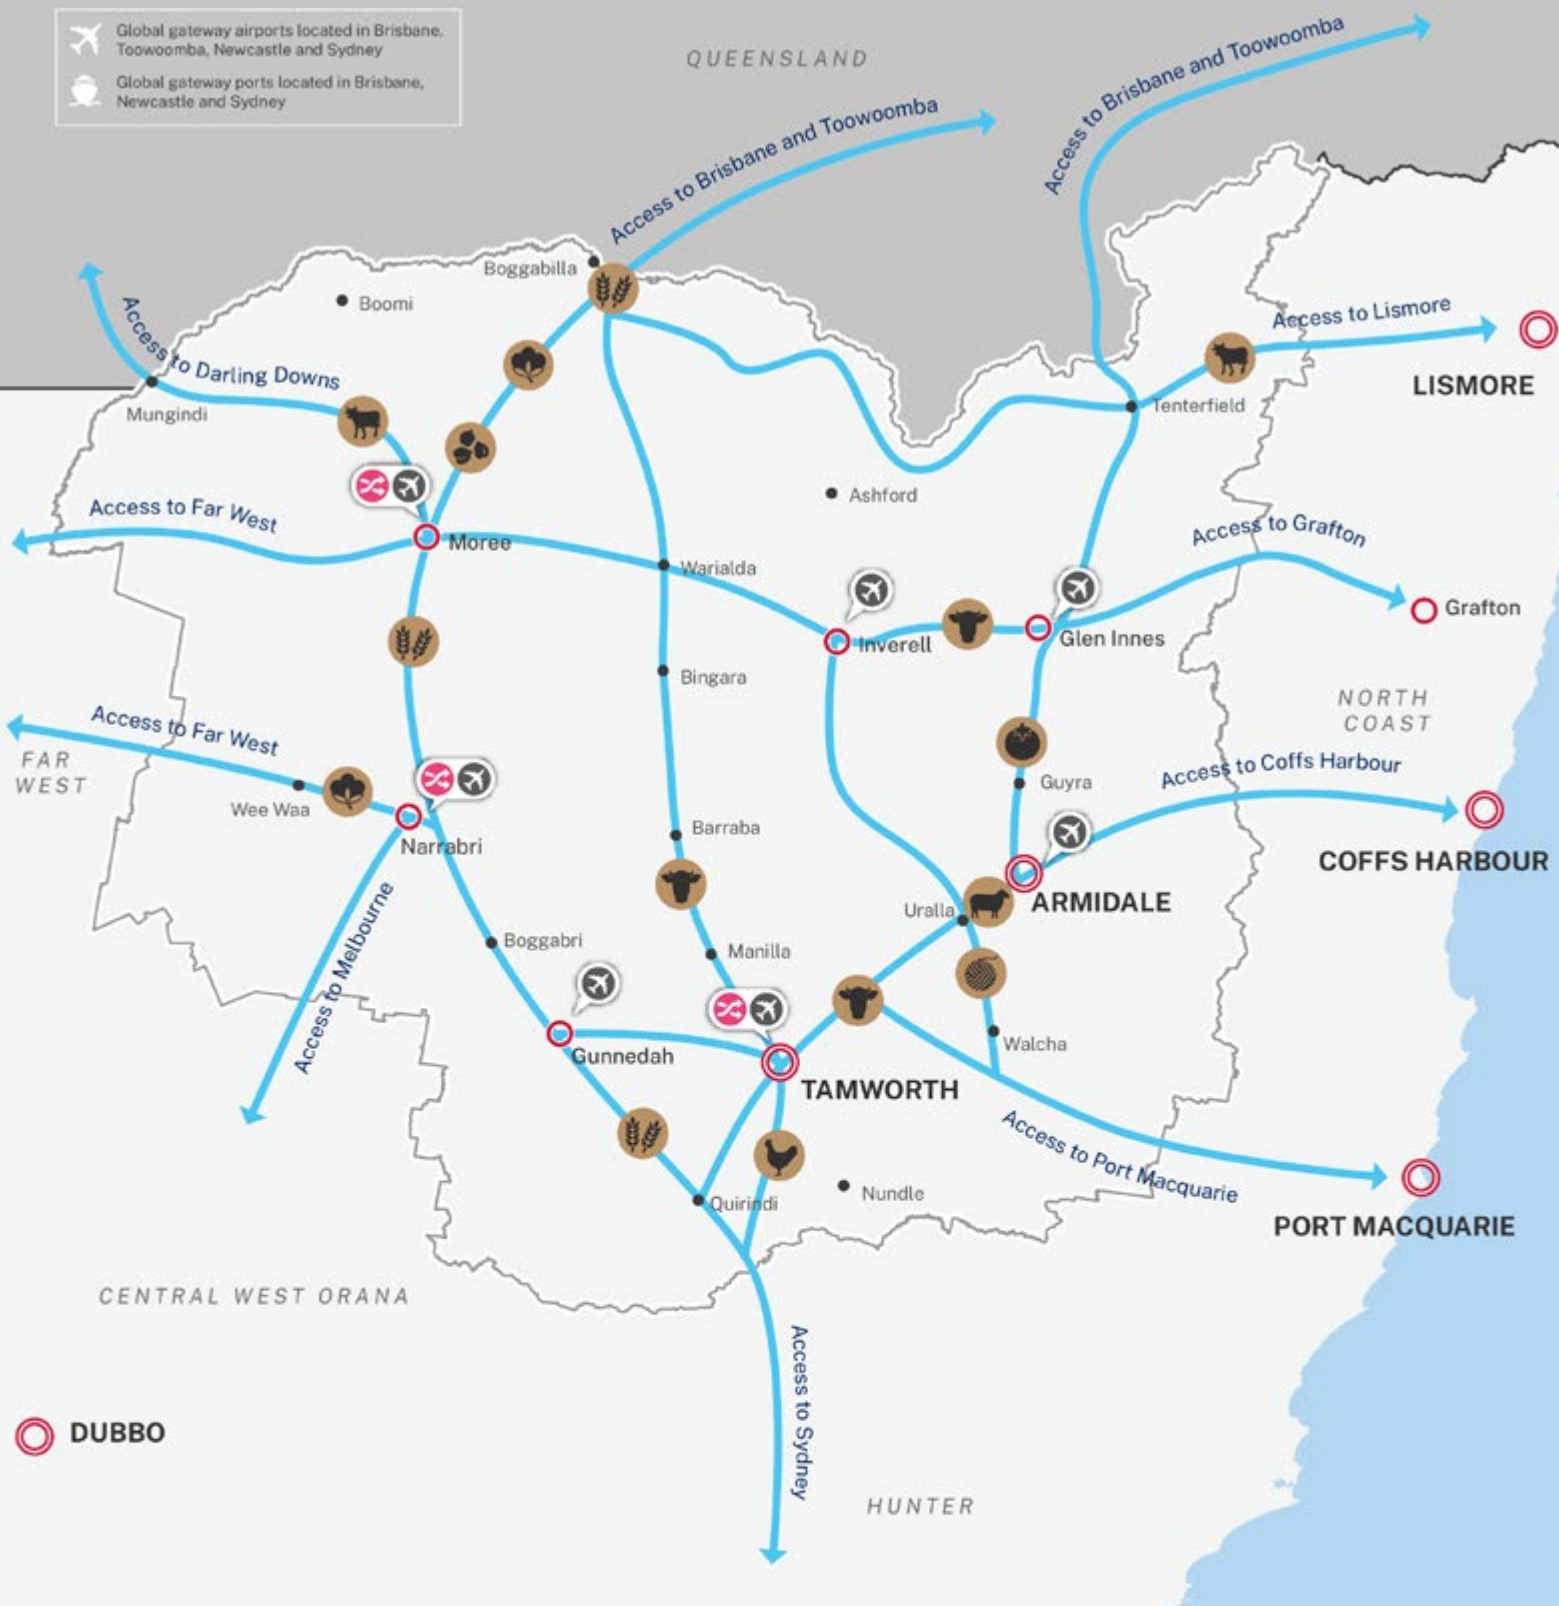 Global gateway airports located in Brisbane,
Toowoomba, Newcastle and Sydney
Global gateway ports located in Brisbane,
Newcastle and Sydney
QUEENSLAND
Access to Brisbane and Toowoomba
Access to Brisbane and Toowoomba
Boggabilla
Boomi
Access to Darling Downs
Mungindi
Access to Lismore
LISMORE
Tenterfield
Ashford
Access to Far West
Moree
Warialda
Access to Grafton
Grafton
Inverell
Glen Innes
Bingara
NORTH
COAST
Access to Far West
FAR
WEST
Wee Waa
Narrabri
Guyra
Access to Coffs Harbour
COFFS HARBOUR
Barraba
ARMIDALE
Uralla
Access to Melbourne
Boggabri
Manilla
Gunnedah
Walcha
TAMWORTH
Access to Port Macquarie
PORT MACQUARIE
Quirindi
Nundle
CENTRAL WEST ORANA
Access to Sydney
DUBBO
HUNTER